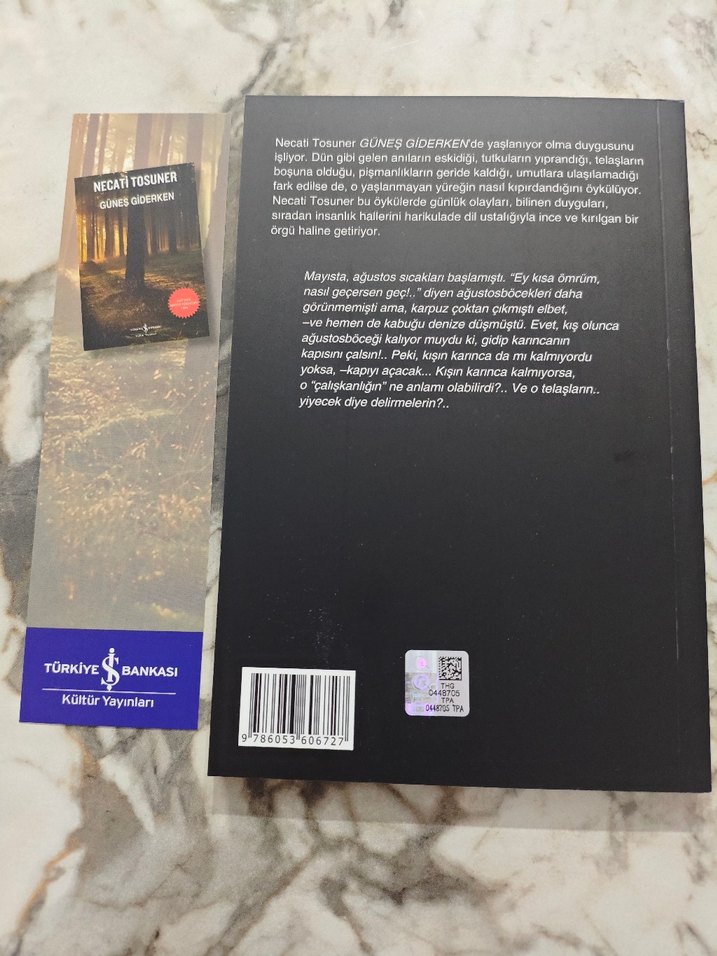 NECATİ TOSUNER
GÜNEŞ GİDERKEN
TÜRKİYE BANKASI
Kültür Yayınları
Necati Tosuner GÜNEŞ GİDERKEN'de yaşlanıyor olma duygusunu
işliyor. Dün gibi gelen anıların eskidiği, tutkuların yıprandığı, telaşların
boşuna olduğu, pişmanlıkların geride kaldığı, umutlara ulaşılamadığı
fark edilse de, o yaşlanmayan yüreğin nasıl kıpırdandığını öykülüyor.
Necati Tosuner bu öykülerde günlük olayları, bilinen duyguları,
sıradan insanlık hallerini harikulade dil ustalığıyla ince ve kırılgan bir
örgü haline getiriyor.
Mayısta, ağustos sıcakları başlamıştı. “Ey kısa ömrüm,
nasıl geçersen geç!..” diyen ağustosböcekleri daha
görünmemişti ama, karpuz çoktan çıkmıştı elbet,
–ve hemen de kabuğu denize düşmüştü. Evet, kış olunca
ağustosböceği kalıyor muydu ki, gidip karıncanın
kapısını çalsın!.. Peki, kışın karınca da mı kalmıyordu
yoksa, –kapıyı açacak... Kışın karınca kalmıyorsa,
o “çalışkanlığın” ne anlamı olabilirdi?.. Ve o telaşların..
yiyecek diye delirmelerin?..
9 786053 606727
THG
0448705
TPA
0448705 TPA